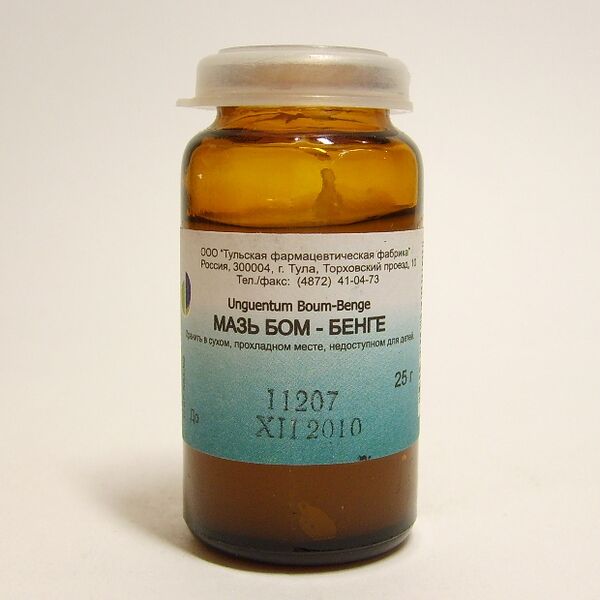 ООО "Тульская фармацевтическая фабрика"
Россия, 300004, г. Тула, Торховский проезд, 10
Тел./факс: (4872) 41-04-73
Unguentum Boum-Benge
МАЗЬ БОМ - БЕНГЕ
Хранить в сухом, прохладном месте, недоступном для детей.
25 г
11207
До XII 2010